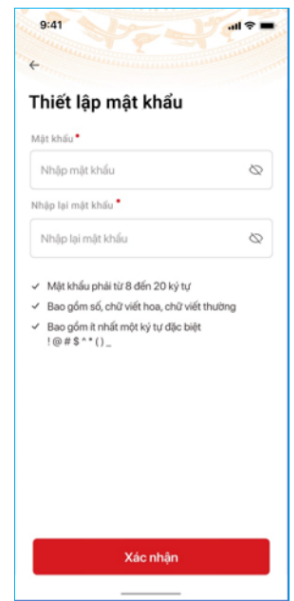 9:41
Thiết lập mật khẩu
Mật khẩu *
Nhập mật khẩu
Nhập lại mật khẩu *
Nhập lại mật khẩu
Mật khẩu phải từ 8 đến 20 ký tự
Bao gồm số, chữ viết hoa, chữ viết thường
Bao gồm ít nhất một ký tự đặc biệt
! @ # $ ^ * ( ) _
Xác nhận